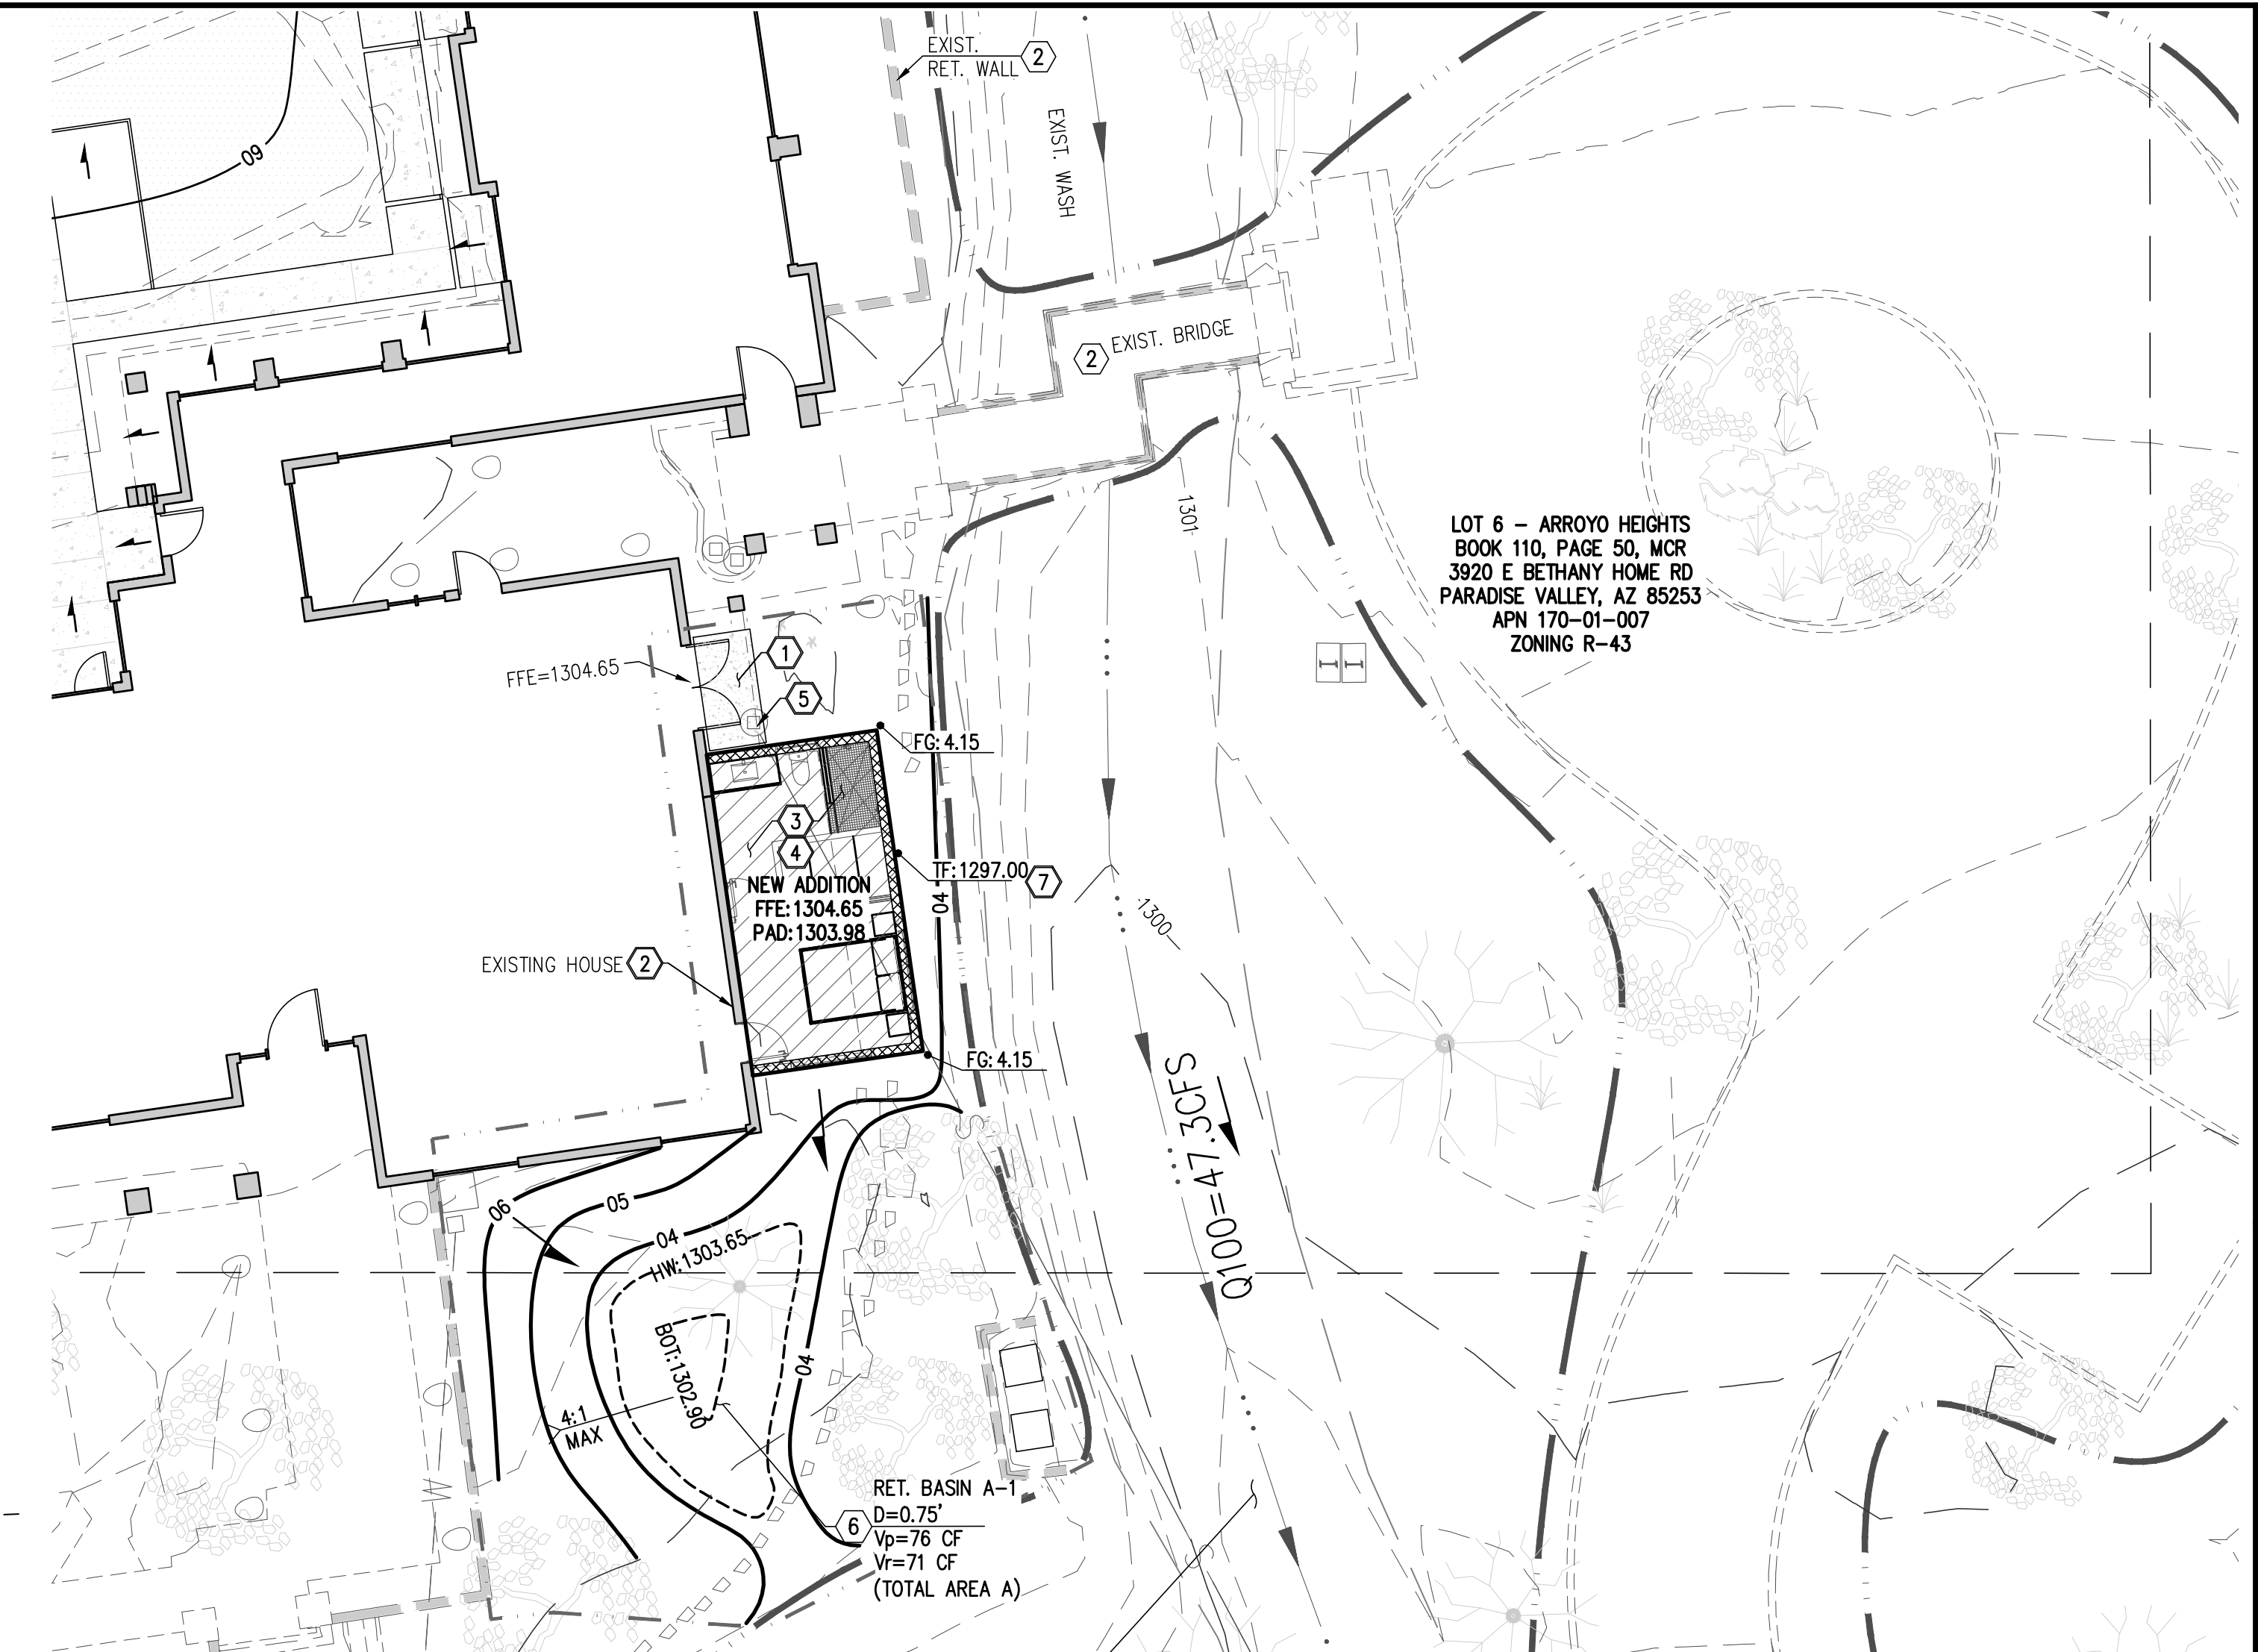 EXIST.
RET. WALL
2
EXIST. WASH
60
2
EXIST. BRIDGE
1301
LOT 6 – ARROYO HEIGHTS
BOOK 110, PAGE 50, MCR
3920 E BETHANY HOME RD
PARADISE VALLEY, AZ 85253
APN 170-01-007
ZONING R-43
FFE=1304.65
1
5
FG: 4.15
3
4
TF: 1297.00
7
NEW ADDITION
FFE: 1304.65
PAD: 1303.98
04
1300
EXISTING HOUSE
2
FG: 4.15
Q100=47.3CFS
06
05
04
HW:1303.65
BOT:1302.90
04
4:1
MAX
6
RET. BASIN A-1
D=0.75'
Vp=76 CF
Vr=71 CF
(TOTAL AREA A)